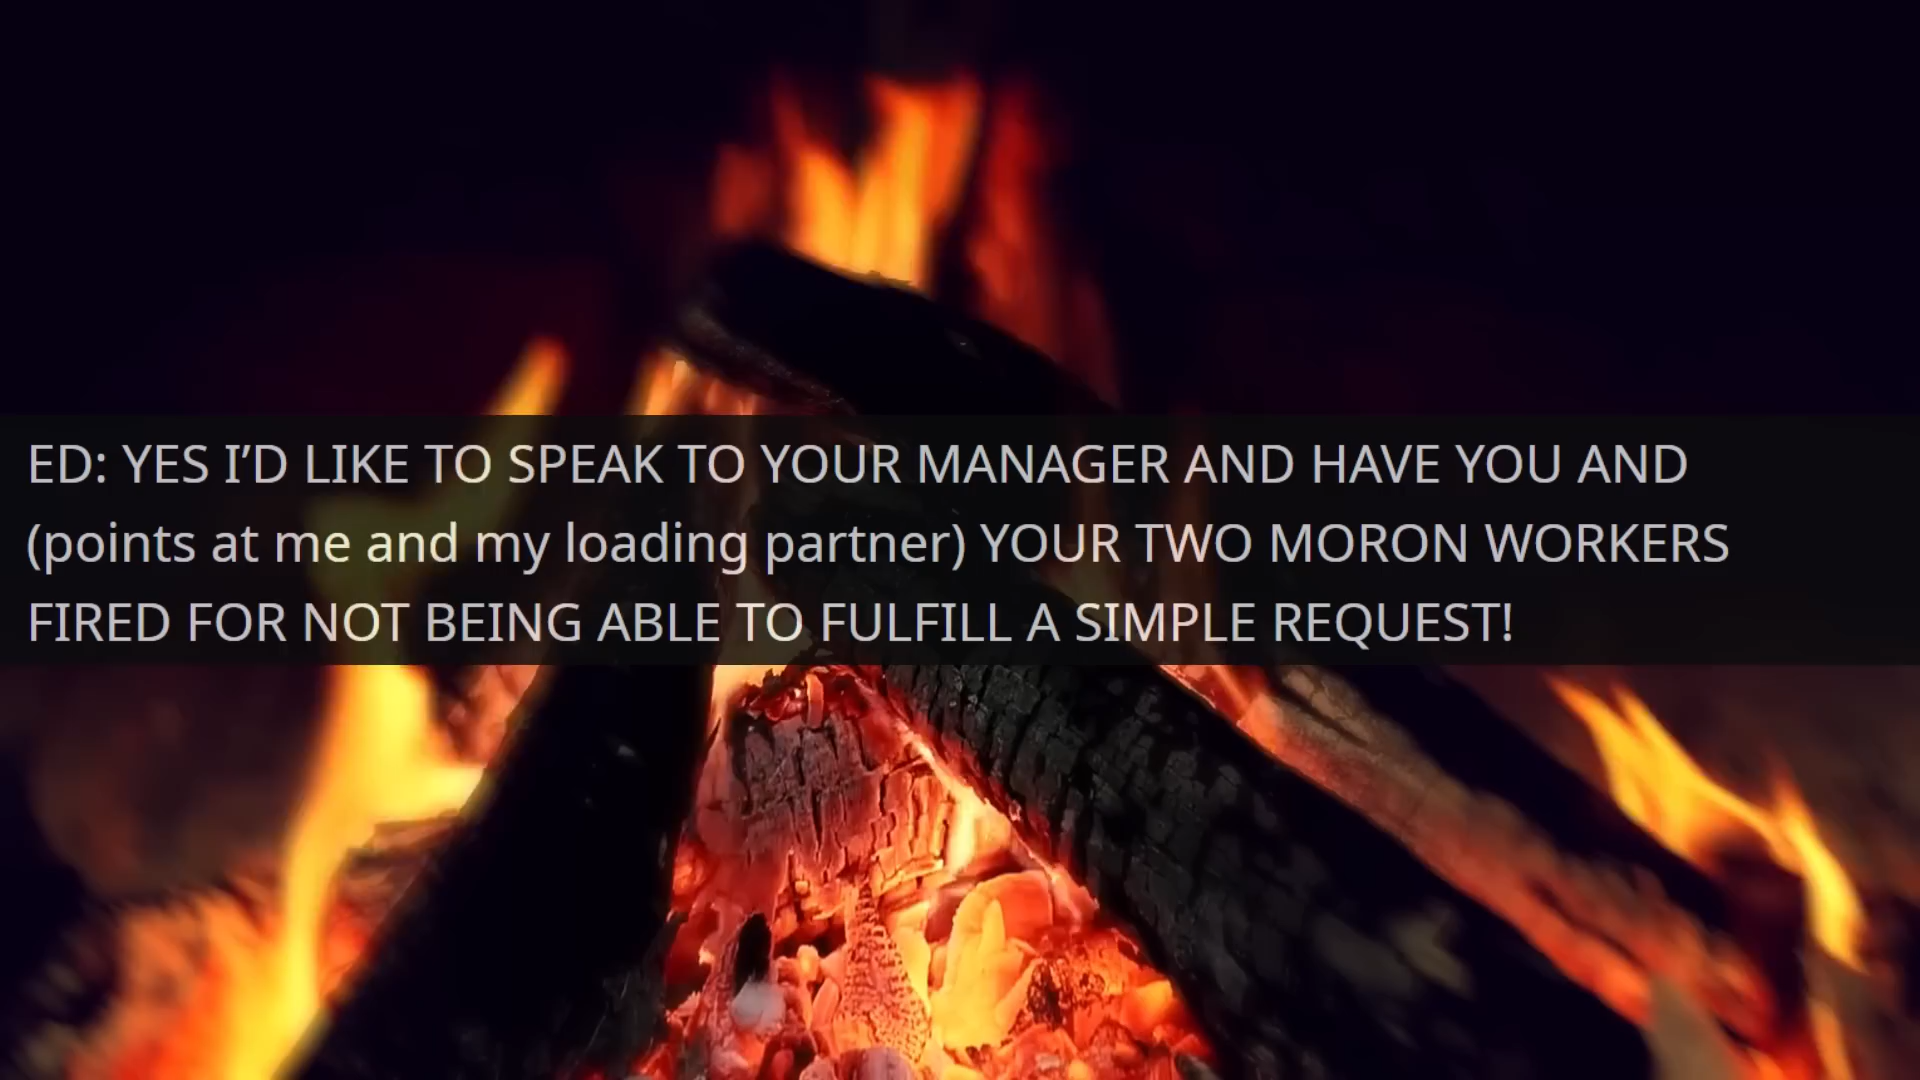 ED: YES I’D LIKE TO SPEAK TO YOUR MANAGER AND HAVE YOU AND
(points at me and my loading partner) YOUR TWO MORON WORKERS
FIRED FOR NOT BEING ABLE TO FULFILL A SIMPLE REQUEST!